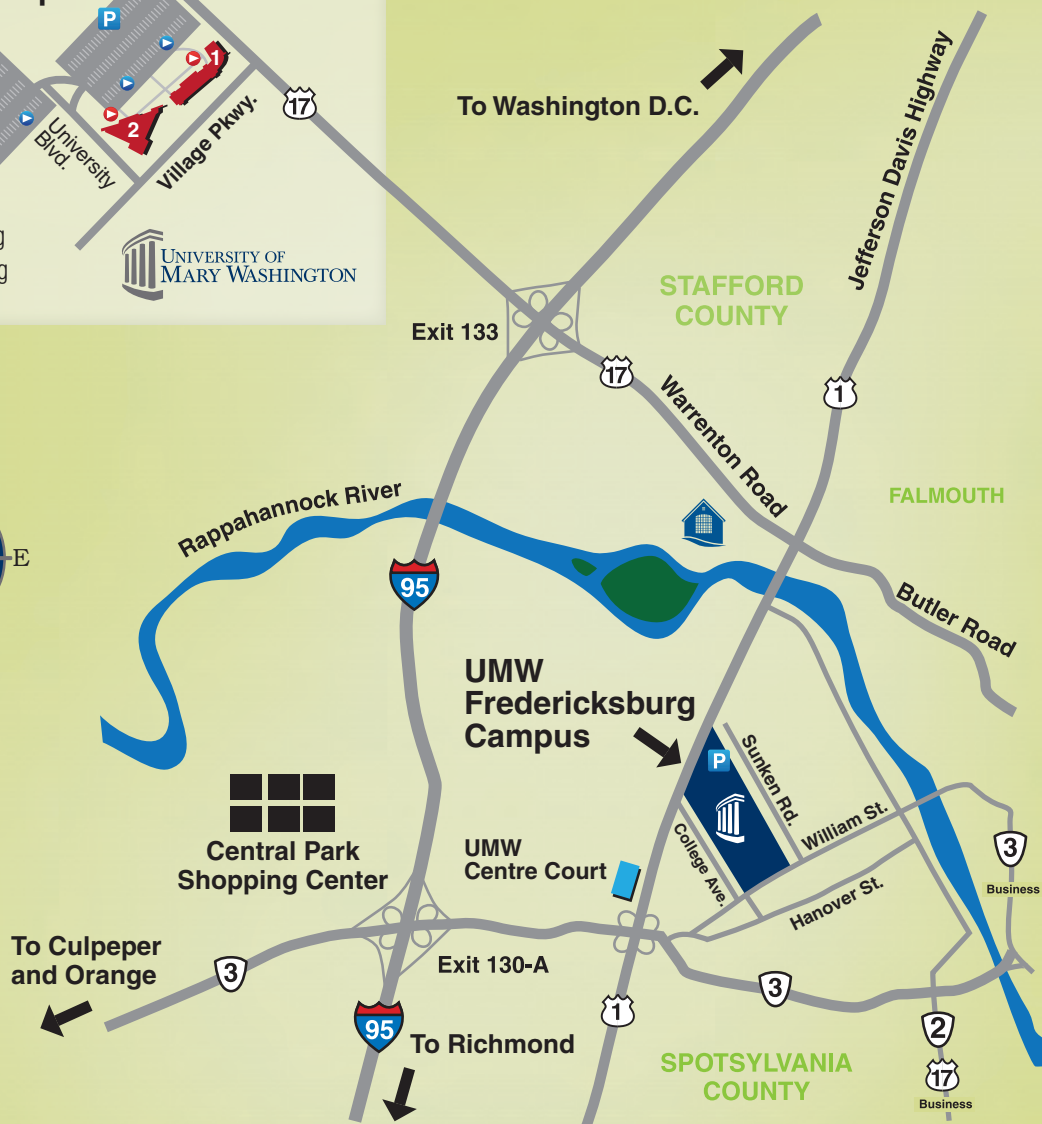 P
1
2
University
Blvd.
Village Pkwy.
17
UNIVERSITY OF
MARY WASHINGTON
To Washington D.C.
Jefferson Davis Highway
STAFFORD
COUNTY
Exit 133
17
Warrenton Road
1
FALMOUTH
Rappahannock River
E
95
Butler Road
UMW
Fredericksburg
Campus
P
Sunken Rd.
William St.
College Ave.
Hanover St.
3
Business
Central Park
Shopping Center
UMW
Centre Court
To Culpeper
and Orange
3
Exit 130-A
3
95
To Richmond
1
SPOTSYLVANIA
COUNTY
2
17
Business